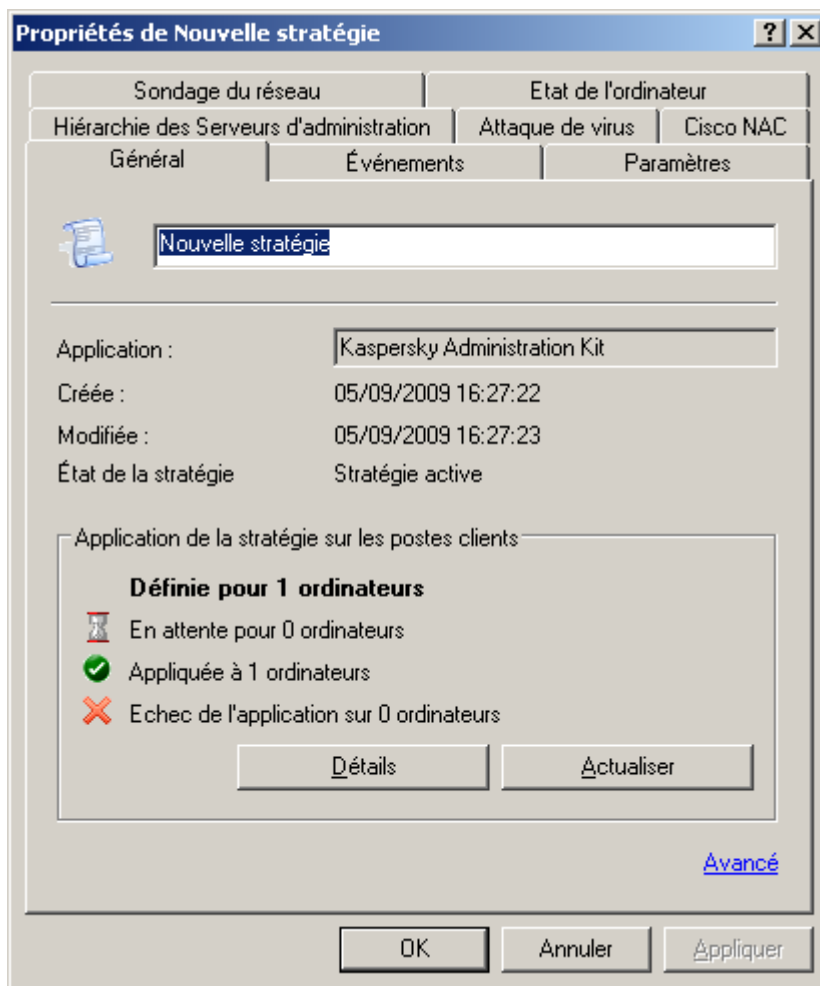 Propriétés de Nouvelle stratégie
Sondage du réseau Etat de l'ordinateur
Hiérarchie des Serveurs d'administration Attaque de virus Cisco NAC
Général Événements Paramètres
Nouvelle stratégie
Application : Kaspersky Administration Kit
Créée : 05/09/2009 16:27:22
Modifiée : 05/09/2009 16:27:23
État de la stratégie Stratégie active
Application de la stratégie sur les postes clients
Définie pour 1 ordinateurs
En attente pour 0 ordinateurs
Appliquée à 1 ordinateurs
Echec de l'application sur 0 ordinateurs
Détails Actualiser
Avancé
OK Annuler Appliquer